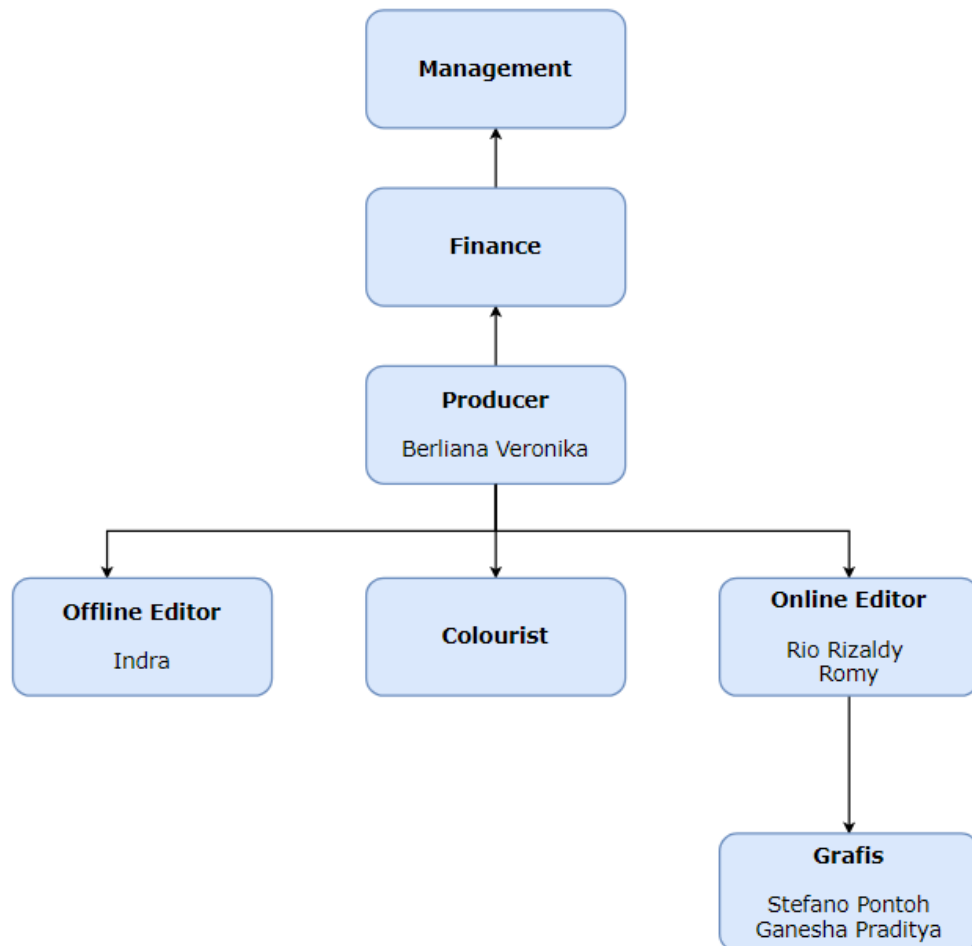 Management
Finance
Producer
Berliana Veronika
Offline Editor
Indra
Colourist
Online Editor
Rio Rizaldy
Romy
Grafis
Stefano Pontoh
Ganesha Praditya